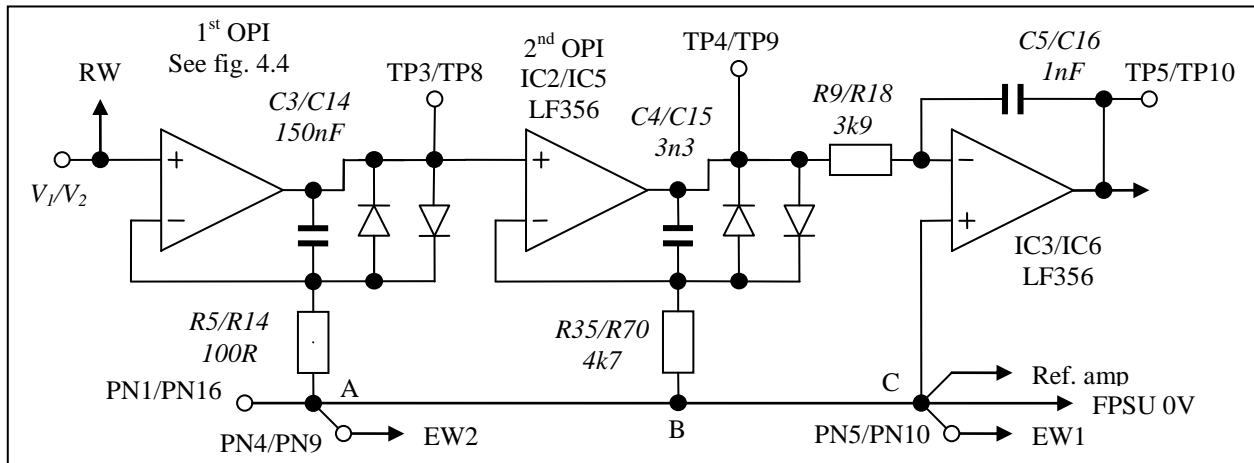 1st OPI
See fig. 4.4
RW
C3/C14
150nF
TP3/TP8
2nd OPI
IC2/IC5
LF356
TP4/TP9
C4/C15
3n3
R9/R18
3k9
C5/C16
1nF
TP5/TP10
V1/V2
+
−
+
−
−
+
IC3/IC6
LF356
R5/R14
100R
R35/R70
4k7
PN1/PN16
A
B
C
Ref. amp
FPSU 0V
PN4/PN9
EW2
PN5/PN10
EW1